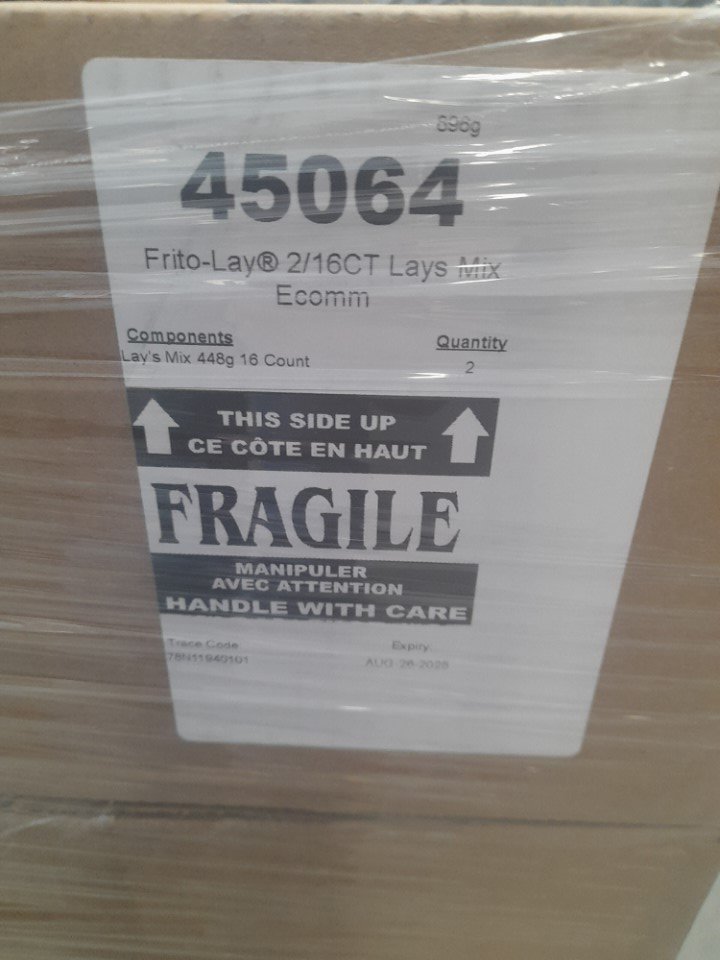 896g
45064
Frito-Lay® 2/16CT Lays Mix
Ecomm
Components Quantity
Lay's Mix 448g 16 Count 2
THIS SIDE UP
CE CÔTE EN HAUT
FRAGILE
MANIPULER
AVEC ATTENTION
HANDLE WITH CARE
Trace Code Expiry
AUG